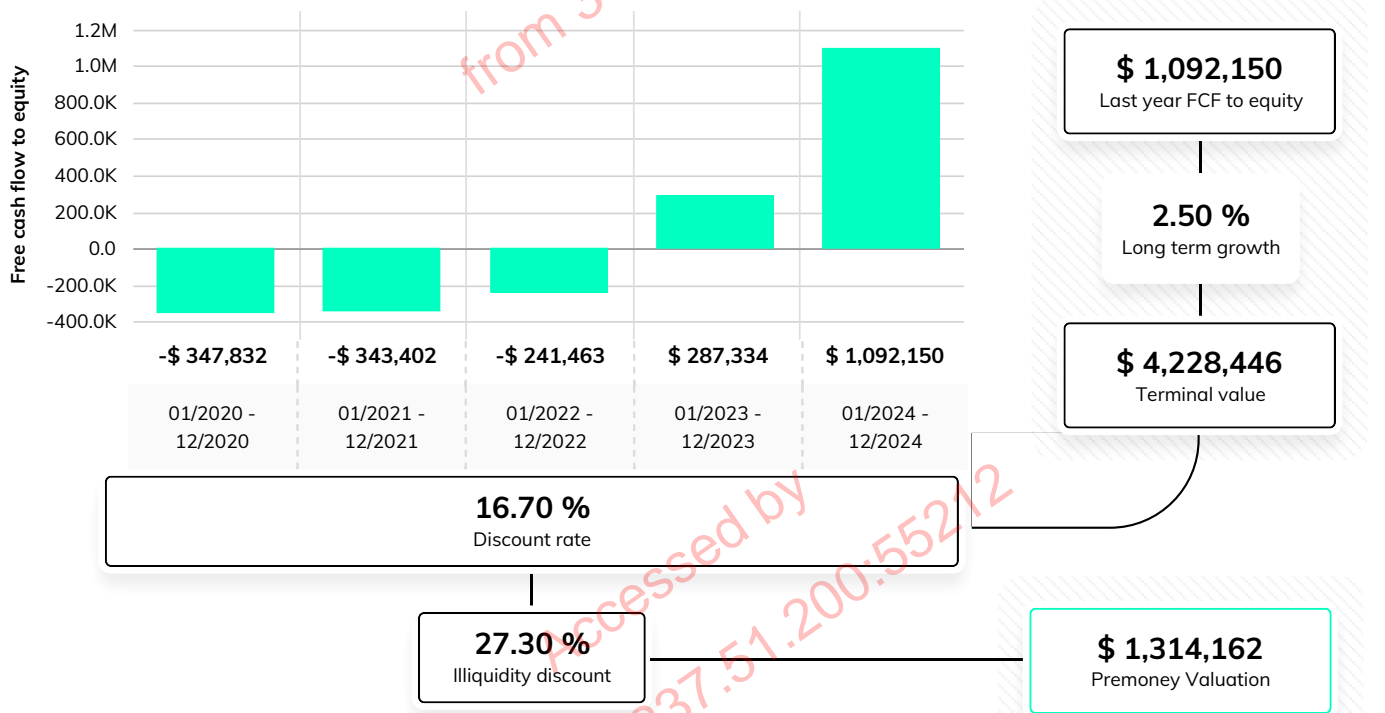 Free cash flow to equity
1.2M
1.0M
800.0K
600.0K
400.0K
200.0K
0.0
-200.0K
-400.0K
-$ 347,832
-$ 343,402
-$ 241,463
$ 287,334
$ 1,092,150
01/2020 -
12/2020
01/2021 -
12/2021
01/2022 -
12/2022
01/2023 -
12/2023
01/2024 -
12/2024
$ 1,092,150
Last year FCF to equity
2.50 %
Long term growth
$ 4,228,446
Terminal value
16.70 %
Discount rate
27.30 %
Illiquidity discount
$ 1,314,162
Premoney Valuation
from
Accessed by
37.51.200:55212